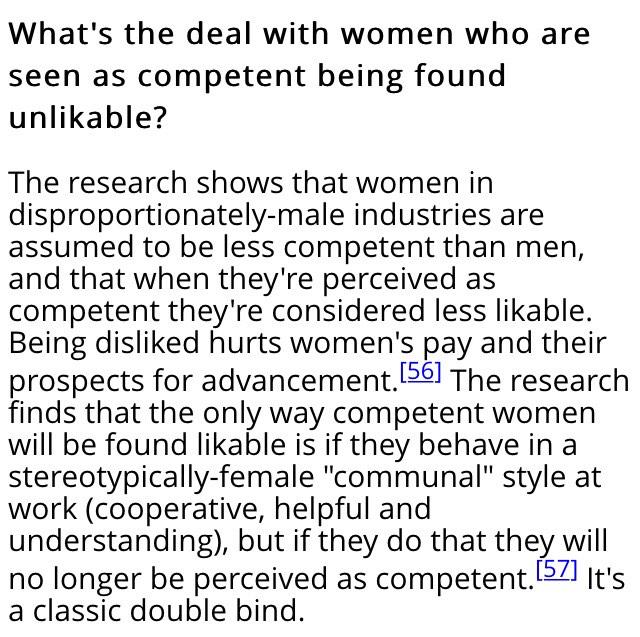 What's the deal with women who are
seen as competent being found
unlikable?
The research shows that women in
disproportionately-male industries are
assumed to be less competent than men,
and that when they're perceived as
competent they're considered less likable.
Being disliked hurts women's pay and their
prospects for advancement.[56] The research
finds that the only way competent women
will be found likable is if they behave in a
stereotypically-female "communal" style at
work (cooperative, helpful and
understanding), but if they do that they will
no longer be perceived as competent.[57] It's
a classic double bind.